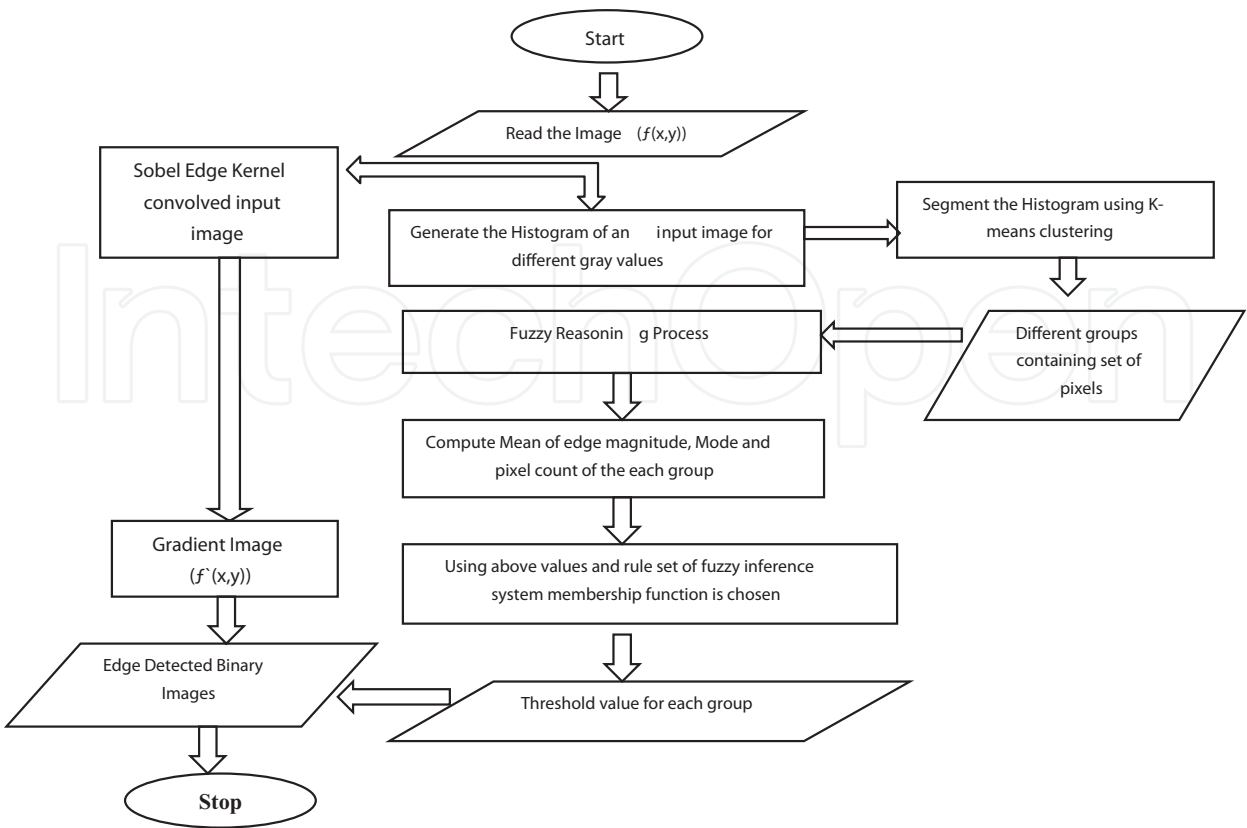 Start
Read the Image (ƒ(x,y))
Sobel Edge Kernel
convolved input
image
Generate the Histogram of an input image for
different gray values
Segment the Histogram using K-
means clustering
Different groups
containing set of
pixels
Fuzzy Reasonin g Process
Compute Mean of edge magnitude, Mode and
pixel count of the each group
Using above values and rule set of fuzzy inference
system membership function is chosen
Threshold value for each group
Gradient Image
(ƒ`(x,y))
Edge Detected Binary
Images
Stop
IntechOpen